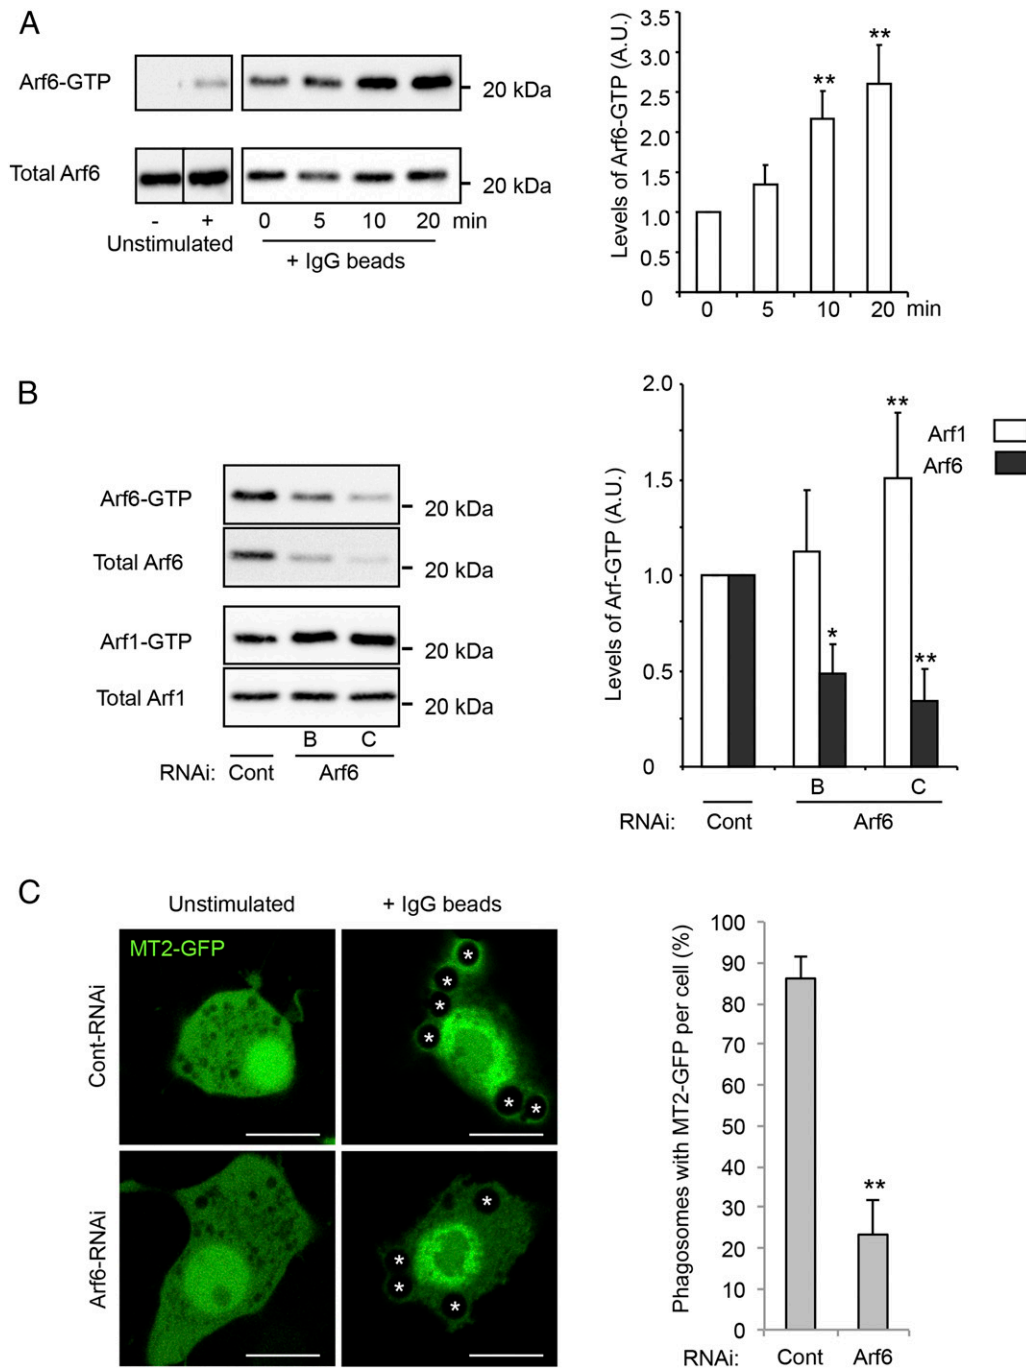 A
Arf6-GTP
20 kDa
Total Arf6
20 kDa
- + 0 5 10 20 min
Unstimulated
+ IgG beads
Levels of Arf6-GTP (A.U.)
3.5
3.0
2.5
2.0
1.5
1.0
0.5
0
**
**
0 5 10 20 min
B
Arf6-GTP
20 kDa
Total Arf6
20 kDa
Arf1-GTP
20 kDa
Total Arf1
20 kDa
B C
RNAi: Cont Arf6
Levels of Arf-GTP (A.U.)
2.0
1.5
1.0
0.5
0
**
*
**
Arf1
Arf6
B C
RNAi: Cont Arf6
C
Unstimulated + IgG beads
MT2-GFP
Cont-RNAi
* * * * * *
Arf6-RNAi
* * * *
Phagosomes with MT2-GFP per cell (%)
100
90
80
70
60
50
40
30
20
10
0
**
RNAi: Cont Arf6